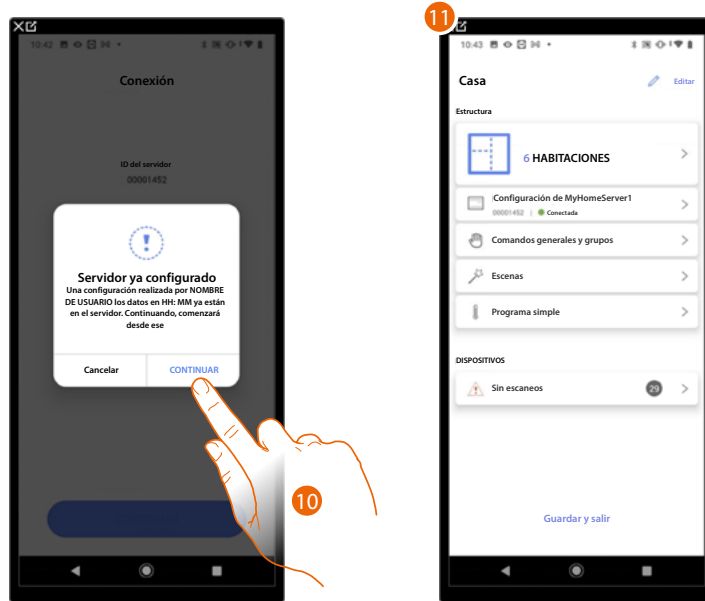 10:42
Conexión
ID del servidor
00001452
Servidor ya configurado
Una configuración realizada por NOMBRE
DE USUARIO los datos en HH: MM ya están
en el servidor. Continuando, comenzará
desde ese
Cancelar
CONTINUAR
10
11
10:43
Casa
Editar
Estructura
6 HABITACIONES
Configuración de MyHomeServer1
00001452 | Conectada
Comandos generales y grupos
Escenas
Programa simple
DISPOSITIVOS
Sin escaneos
29
Guardar y salir